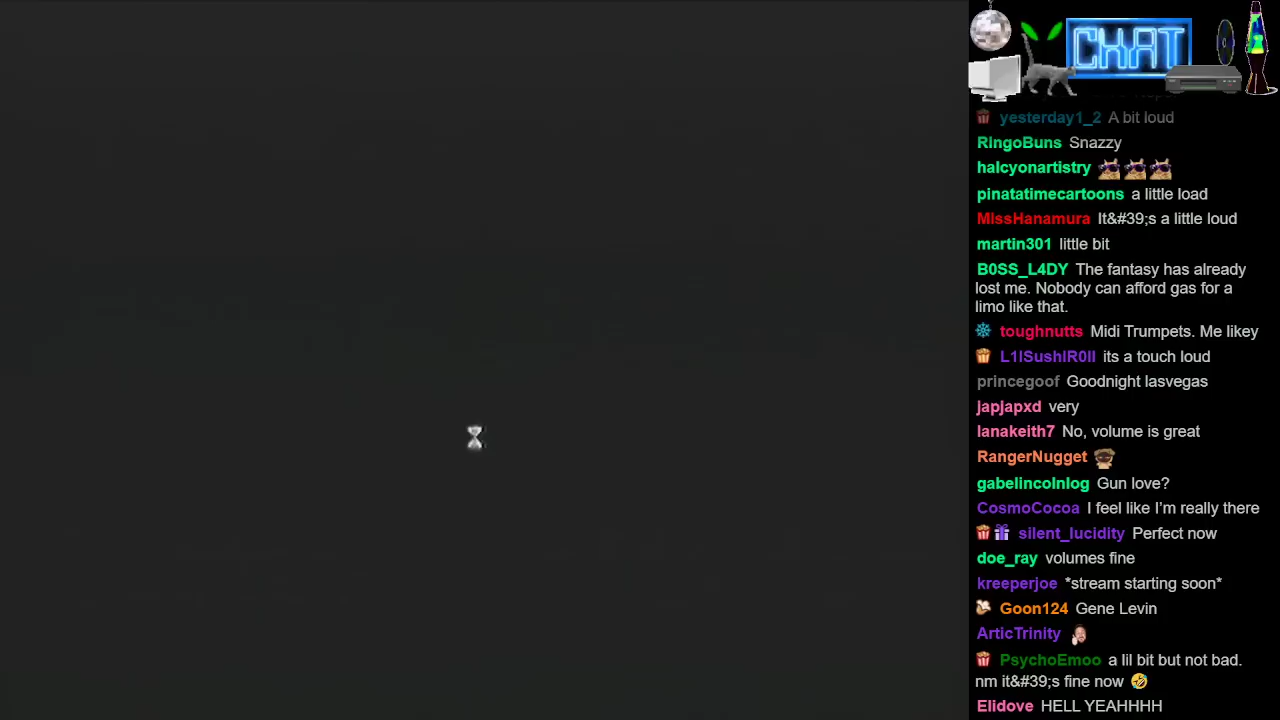 CHAT
yesterday1_2 A bit loud
RingoBuns Snazzy
halcyonartistry
pinatatimecartoons a little load
MIssHanamura It&#39;s a little loud
martin301 little bit
B0SS_L4DY The fantasy has already
lost me. Nobody can afford gas for a
limo like that.
toughnutts Midi Trumpets. Me likey
L1lSushIR0ll its a touch loud
princegoof Goodnight lasvegas
japjapxd very
lanakeith7 No, volume is great
RangerNugget
gabelincolnlog Gun love?
CosmoCocoa I feel like I’m really there
silent_lucidity Perfect now
doe_ray volumes fine
kreeperjoe *stream starting soon*
Goon124 Gene Levin
ArticTrinity
PsychoEmoo a lil bit but not bad.
nm it&#39;s fine now 🤣
Elidove HELL YEAHHHH